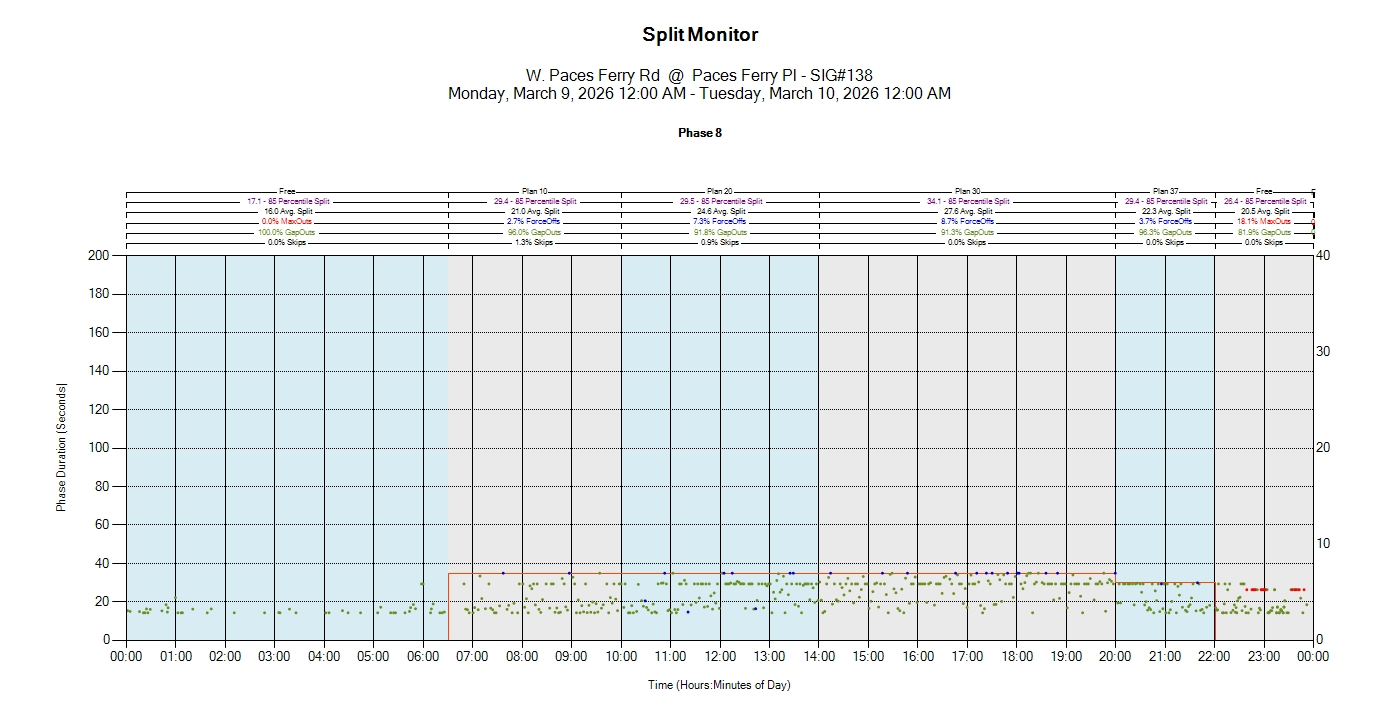 Split Monitor
W. Paces Ferry Rd @ Paces Ferry Pl - SIG#138
Monday, March 9, 2026 12:00 AM - Tuesday, March 10, 2026 12:00 AM
Phase 8
Free Plan 10 Plan 20 Plan 30 Plan 37 Free
17.1 - 85 Percentile Split 29.4 - 85 Percentile Split 29.5 - 85 Percentile Split 34.1 - 85 Percentile Split 29.4 - 85 Percentile Split 26.4 - 85 Percentile Split
16.0 Avg. Split 21.0 Avg. Split 24.6 Avg. Split 27.6 Avg. Split 22.3 Avg. Split 20.5 Avg. Split
0.0% MaxOuts 2.7% ForceOffs 7.3% ForceOffs 8.7% ForceOffs 3.7% ForceOffs 18.1% MaxOuts
100.0% GapOuts 96.0% GapOuts 91.8% GapOuts 91.3% GapOuts 96.3% GapOuts 81.9% GapOuts
0.0% Skips 1.3% Skips 0.9% Skips 0.0% Skips 0.0% Skips 0.0% Skips
200 40
180
160
30
140
120
100 20
80
60
10
40
20
0 0
Phase Duration (Seconds)
00:00 01:00 02:00 03:00 04:00 05:00 06:00 07:00 08:00 09:00 10:00 11:00 12:00 13:00 14:00 15:00 16:00 17:00 18:00 19:00 20:00 21:00 22:00 23:00 00:00
Time (Hours:Minutes of Day)